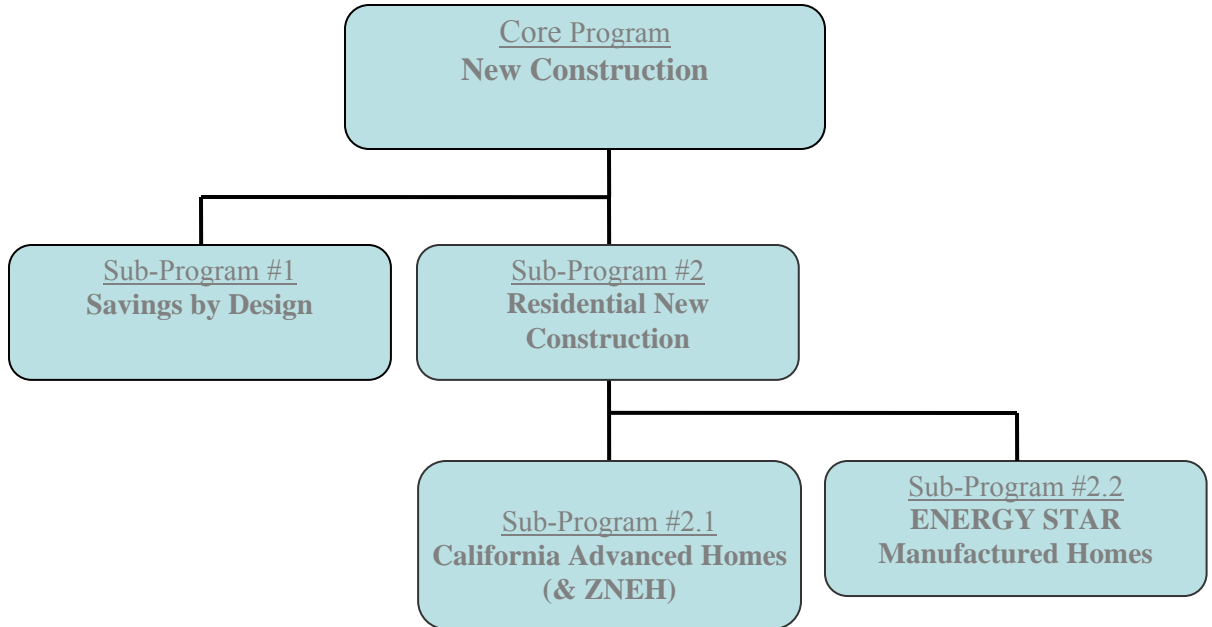 Core Program
New Construction
Sub-Program #1
Savings by Design
Sub-Program #2
Residential New
Construction
Sub-Program #2.1
California Advanced Homes
(& ZNEH)
Sub-Program #2.2
ENERGY STAR
Manufactured Homes